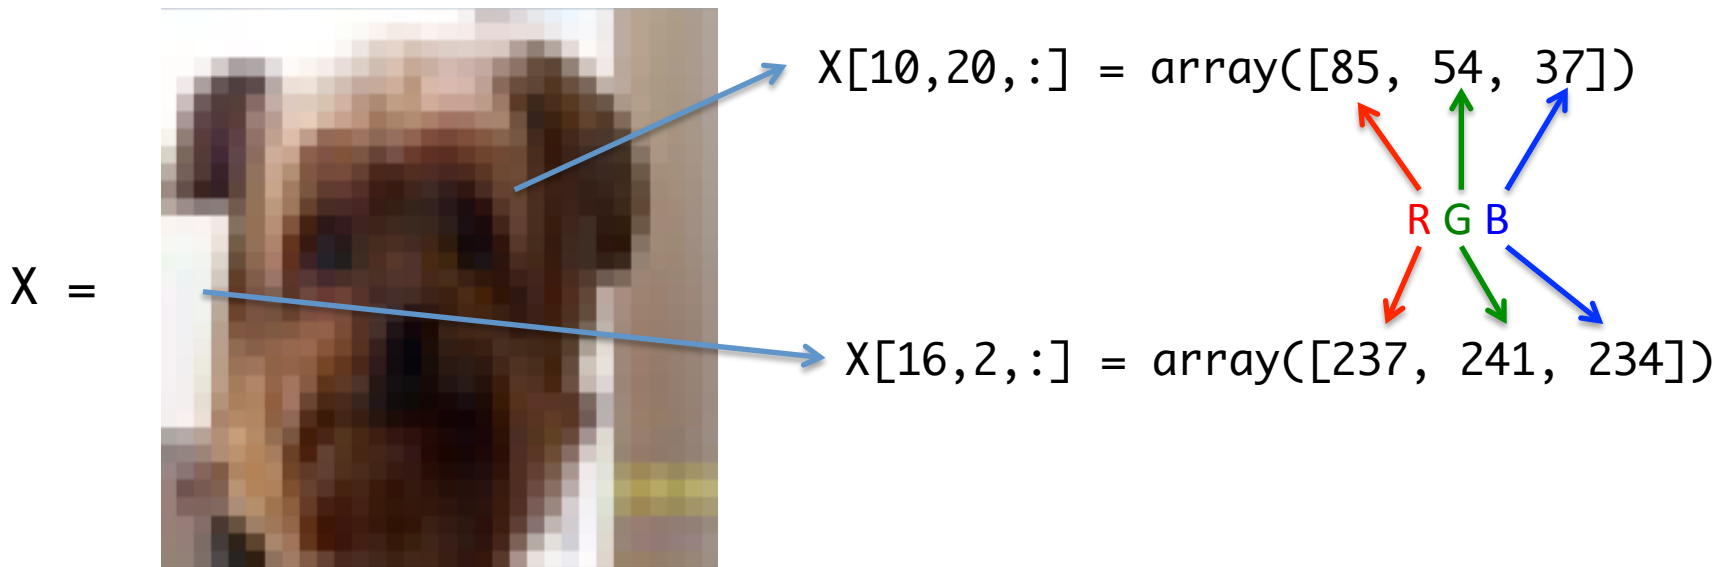 X[10,20,:] = array([85, 54, 37])
R G B
X =
X[16,2,:] = array([237, 241, 234])